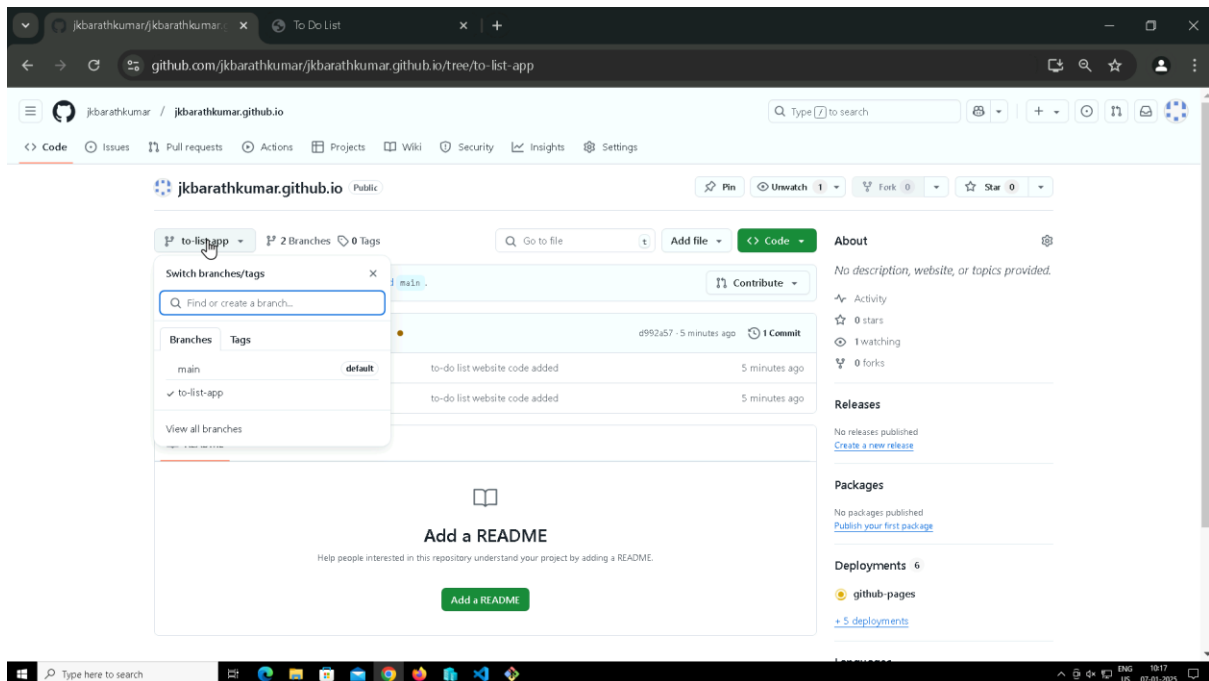 jkbarathkumar/jkbarathkumar.g
To Do List
github.com/jkbarathkumar/jkbarathkumar.github.io/tree/to-list-app
jkbarathkumar / jkbarathkumar.github.io
Type / to search
<> Code Issues Pull requests Actions Projects Wiki Security Insights Settings
jkbarathkumar.github.io Public
Pin Unwatch 1 Fork 0 Star 0
to-list-app 2 Branches 0 Tags Go to file t Add file <> Code
About
Switch branches/tags
main .
Contribute
No description, website, or topics provided.
Find or create a branch...
Activity
0 stars
Branches Tags
d992a57 · 5 minutes ago 1 Commit
1 watching
main default
to-do list website code added 5 minutes ago
0 forks
to-list-app
to-do list website code added 5 minutes ago
View all branches
Releases
No releases published
Create a new release
Packages
No packages published
Publish your first package
Add a README
Help people interested in this repository understand your project by adding a README.
Add a README
Deployments 6
github-pages
+ 5 deployments
Type here to search
ENG
US
10:17
07-01-2025